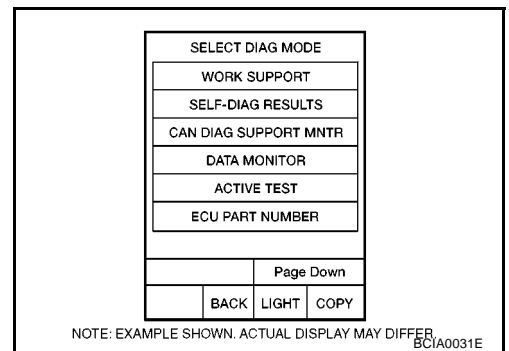 SELECT DIAG MODE
WORK SUPPORT
SELF-DIAG RESULTS
CAN DIAG SUPPORT MNTR
DATA MONITOR
ACTIVE TEST
ECU PART NUMBER
Page Down
BACK LIGHT COPY
NOTE: EXAMPLE SHOWN. ACTUAL DISPLAY MAY DIFFER.
BCIA0031E